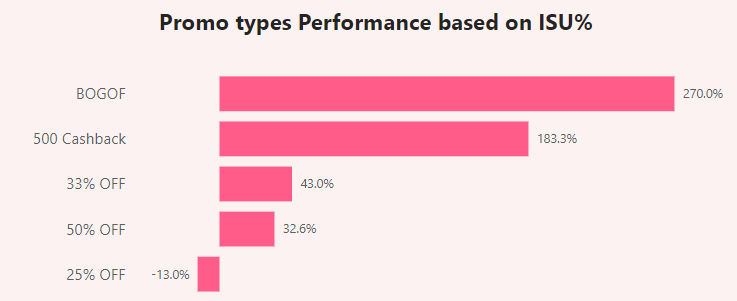 Promo types Performance based on ISU%
BOGOF 270.0%
500 Cashback 183.3%
33% OFF 43.0%
50% OFF 32.6%
25% OFF -13.0%